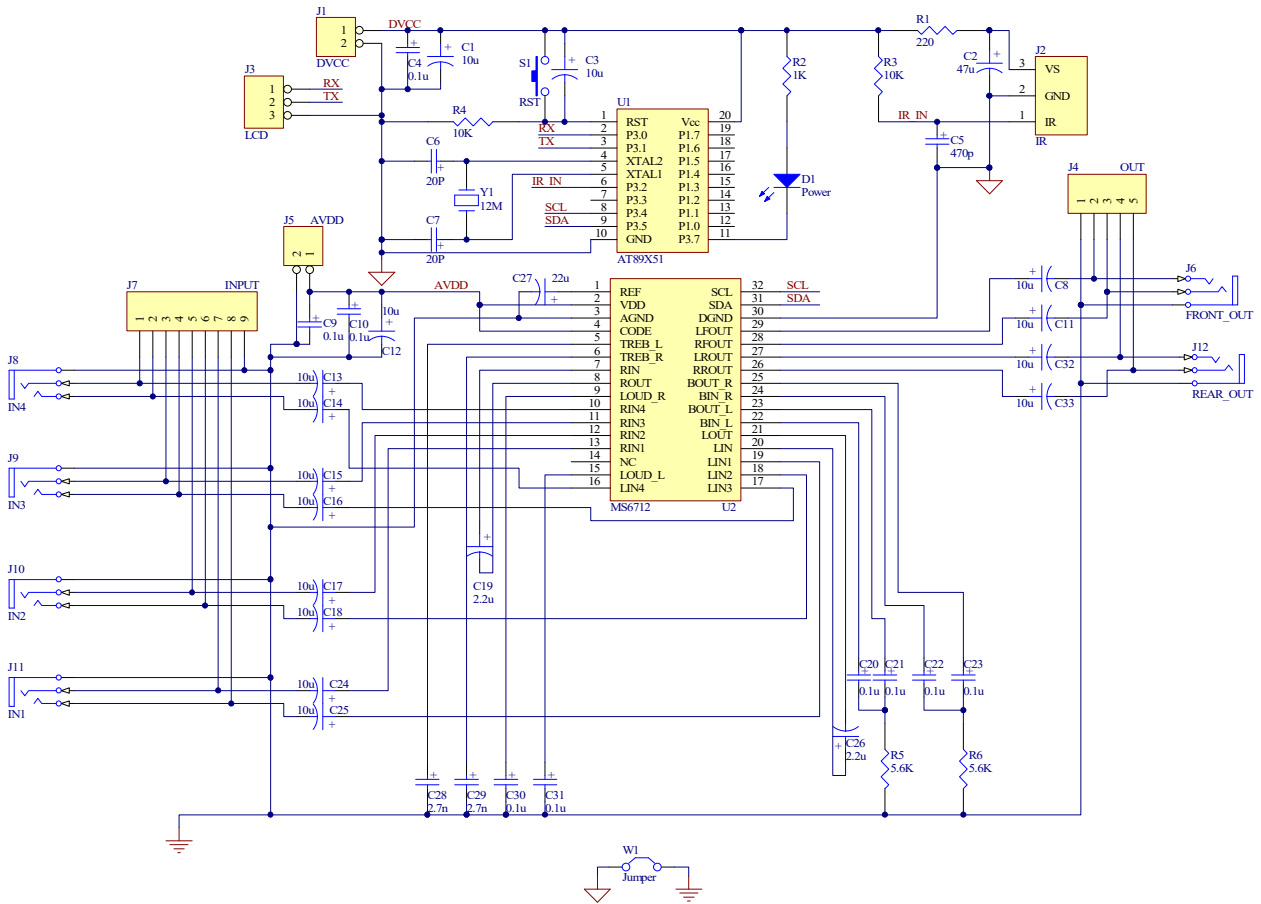 J1
1
2
DVCC
DVCC
C4
0.1u
C1
10u
S1
RST
C3
10u
R2
1K
R3
10K
R1
220
C2
47u
J2
3 VS
2 GND
1 IR
IR
IR_IN
C5
470p
J3
1 RX
2 TX
3
LCD
R4
10K
RX
TX
IR_IN
SCL
SDA
U1
1 RST
2 P3.0
3 P3.1
4 XTAL2
5 XTAL1
6 P3.2
7 P3.3
8 P3.4
9 P3.5
10 GND
Vcc 20
P1.7 19
P1.6 18
P1.5 17
P1.4 16
P1.3 15
P1.2 14
P1.1 13
P1.0 12
P3.7 11
AT89X51
C6
20P
Y1
12M
C7
20P
D1
Power
J4
OUT
1 2 3 4 5
J5
AVDD
2 1
AVDD
J7
INPUT
1 2 3 4 5 6 7 8 9
C9
0.1u
C10
0.1u
10u
C12
C27
22u
1 REF
2 VDD
3 AGND
4 CODE
5 TREB_L
6 TREB_R
7 RIN
8 ROUT
9 LOUD_R
10 RIN4
11 RIN3
12 RIN2
13 RIN1
14 NC
15 LOUD_L
16 LIN4
SCL 32 SCL
SDA 31 SDA
DGND 30
LFOUT 29
RFOUT 28
LROUT 27
RROUT 26
BOUT_R 25
BIN_R 24
BOUT_L 23
BIN_L 22
LOUT 21
LIN 20
LIN1 19
LIN2 18
LIN3 17
MS6712
U2
10u
C8
10u
C11
10u
C32
10u
C33
J6
FRONT_OUT
J12
REAR_OUT
J8
IN4
10u C13
10u C14
J9
IN3
10u C15
10u C16
J10
IN2
10u C17
10u C18
J11
IN1
10u C24
10u C25
C19
2.2u
C20
0.1u
C21
0.1u
C22
0.1u
C23
0.1u
C26
2.2u
R5
5.6K
R6
5.6K
C28
2.7n
C29
2.7n
C30
0.1u
C31
0.1u
W1
Jumper